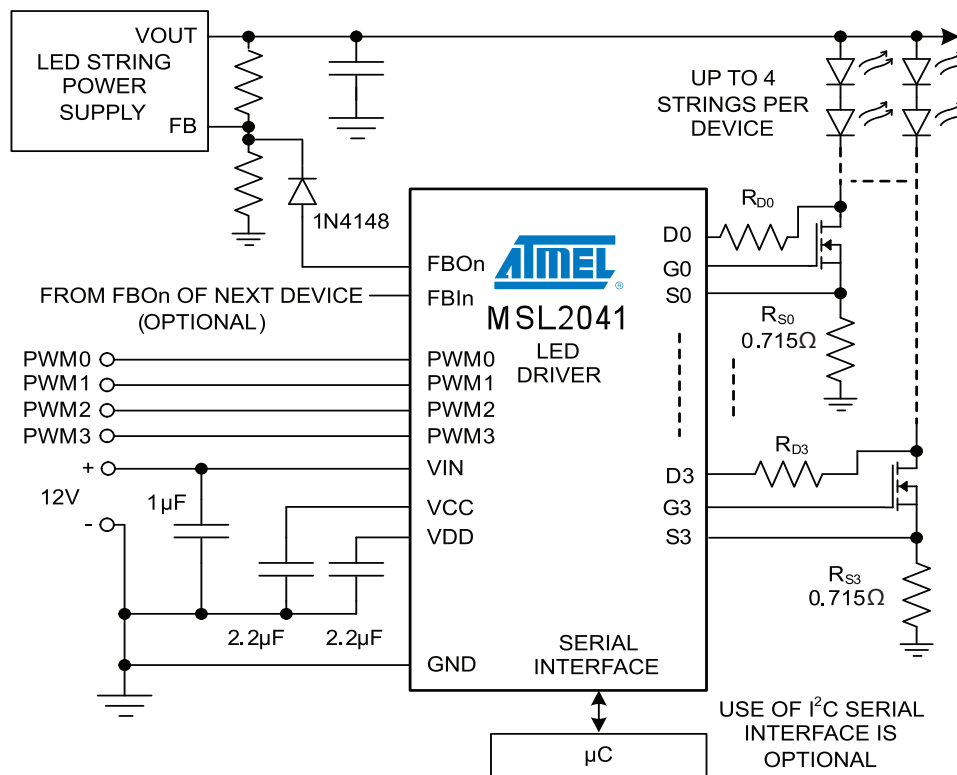 VOUT
LED STRING
POWER
SUPPLY
FB
UP TO 4
STRINGS PER
DEVICE
1N4148
FROM FBOn OF NEXT DEVICE
(OPTIONAL)
PWM0
PWM1
PWM2
PWM3
+
12V
-
1µF
2.2µF
2.2µF
FBOn
FBIn
PWM0
PWM1
PWM2
PWM3
VIN
VCC
VDD
GND
ATMEL
®
MSL2041
LED
DRIVER
SERIAL
INTERFACE
D0
G0
S0
D3
G3
S3
RD0
RS0
0.715Ω
RD3
RS3
0.715Ω
µC
USE OF I²C SERIAL
INTERFACE IS
OPTIONAL